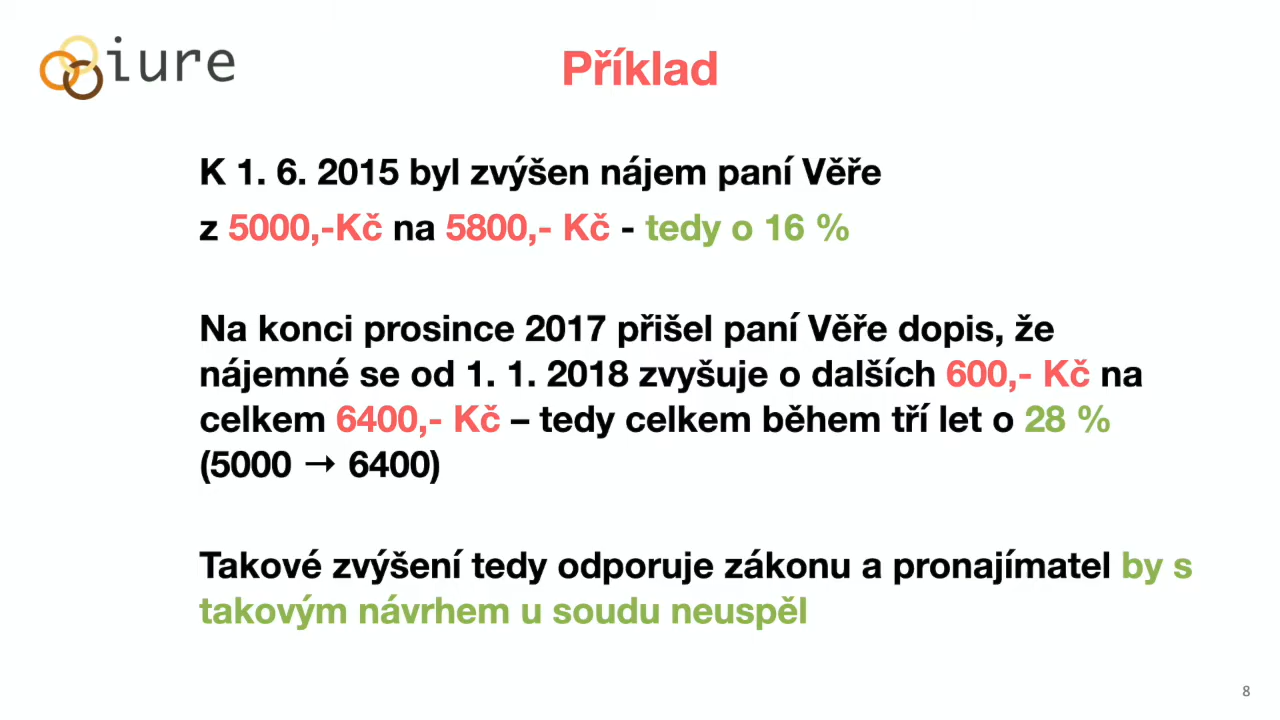 iure
Příklad
K 1. 6. 2015 byl zvýšen nájem paní Věře
z 5000,-Kč na 5800,- Kč - tedy o 16 %
Na konci prosince 2017 přišel paní Věře dopis, že
nájemné se od 1. 1. 2018 zvyšuje o dalších 600,- Kč na
celkem 6400,- Kč – tedy celkem během tří let o 28 %
(5000 → 6400)
Takové zvýšení tedy odporuje zákonu a pronajímatel by s
takovým návrhem u soudu neuspěl
8